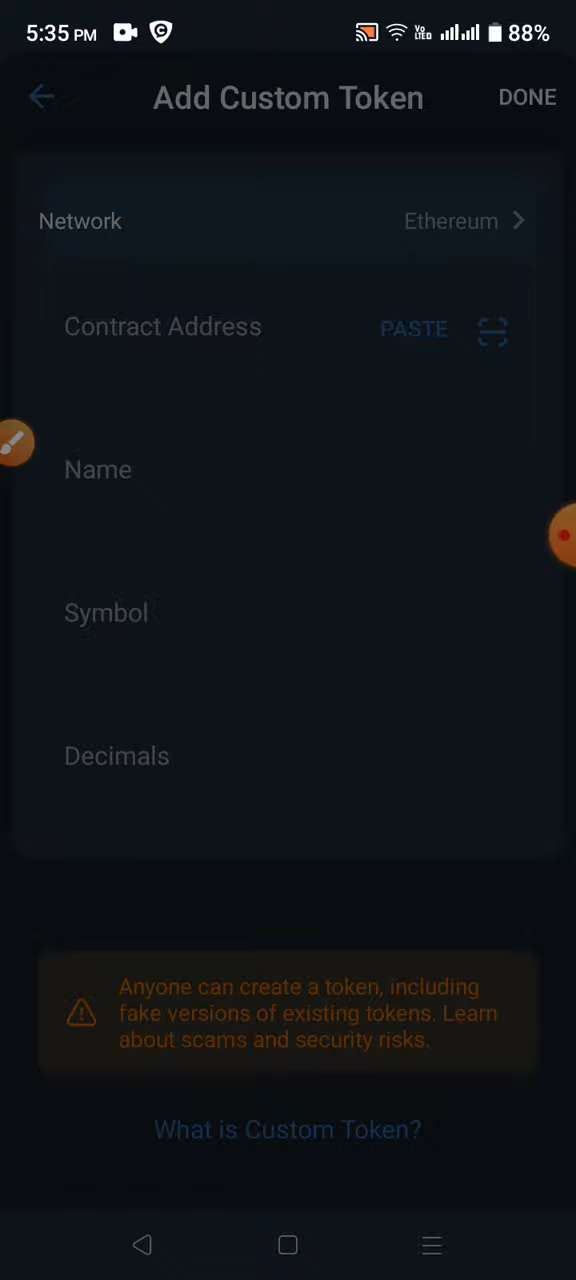 5:35 PM VoLTED 88%
Add Custom Token DONE
Network Ethereum
Contract Address PASTE
Name
Symbol
Decimals
Anyone can create a token, including
fake versions of existing tokens. Learn
about scams and security risks.
What is Custom Token?